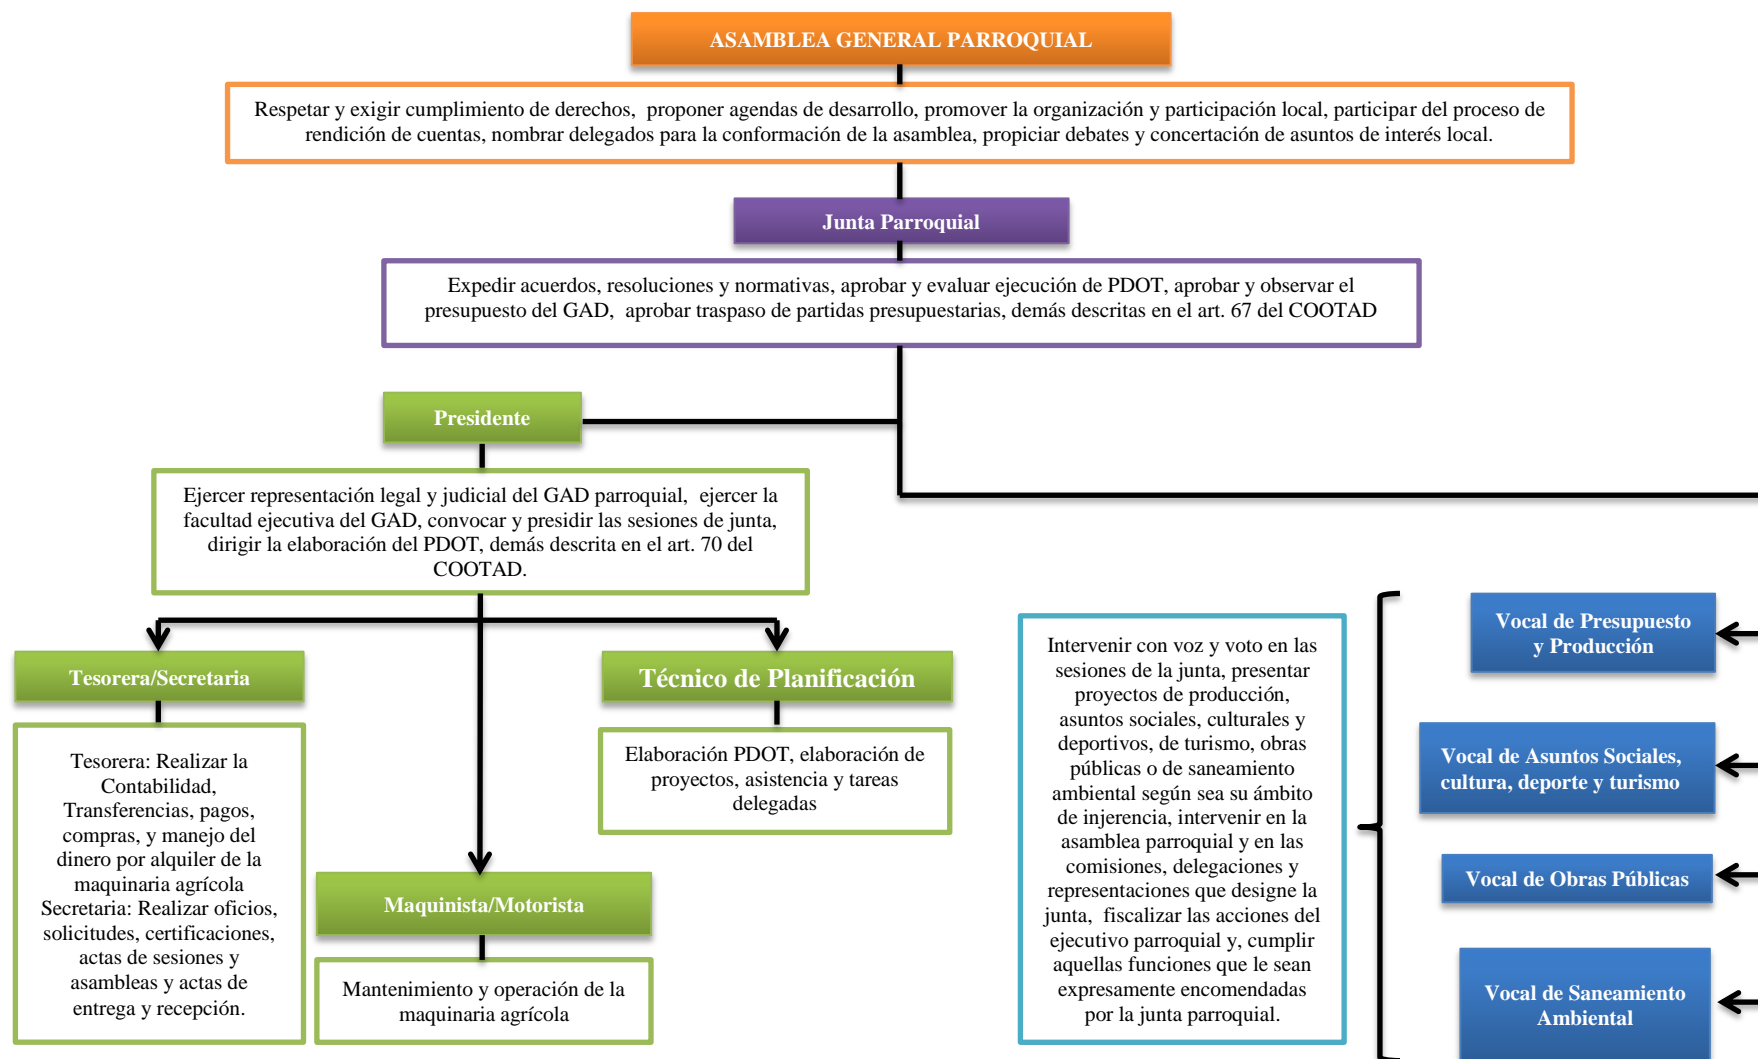 ASAMBLEA GENERAL PARROQUIAL
Respetar y exigir cumplimiento de derechos, proponer agendas de desarrollo, promover la organización y participación local, participar del proceso de
rendición de cuentas, nombrar delegados para la conformación de la asamblea, propiciar debates y concertación de asuntos de interés local.
Junta Parroquial
Expedir acuerdos, resoluciones y normativas, aprobar y evaluar ejecución de PDOT, aprobar y observar el
presupuesto del GAD, aprobar traspaso de partidas presupuestarias, demás descritas en el art. 67 del COOTAD
Presidente
Ejercer representación legal y judicial del GAD parroquial, ejercer la
facultad ejecutiva del GAD, convocar y presidir las sesiones de junta,
dirigir la elaboración del PDOT, demás descrita en el art. 70 del
COOTAD.
Tesorera/Secretaria
Tesorera: Realizar la
Contabilidad,
Transferencias, pagos,
compras, y manejo del
dinero por alquiler de la
maquinaria agrícola
Secretaria: Realizar oficios,
solicitudes, certificaciones,
actas de sesiones y
asambleas y actas de
entrega y recepción.
Maquinista/Motorista
Mantenimiento y operación de la
maquinaria agrícola
Técnico de Planificación
Elaboración PDOT, elaboración de
proyectos, asistencia y tareas
delegadas
Intervenir con voz y voto en las
sesiones de la junta, presentar
proyectos de producción,
asuntos sociales, culturales y
deportivos, de turismo, obras
públicas o de saneamiento
ambiental según sea su ámbito
de injerencia, intervenir en la
asamblea parroquial y en las
comisiones, delegaciones y
representaciones que designe la
junta, fiscalizar las acciones del
ejecutivo parroquial y, cumplir
aquellas funciones que le sean
expresamente encomendadas
por la junta parroquial.
Vocal de Presupuesto
y Producción
Vocal de Asuntos Sociales,
cultura, deporte y turismo
Vocal de Obras Públicas
Vocal de Saneamiento
Ambiental